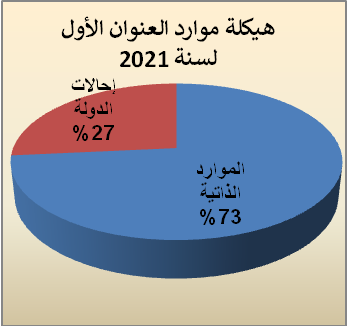 هيكلة موارد العنوان الأول
لسنة 2021
إحالات
الدولة
27%
الموارد
الذاتية
73%